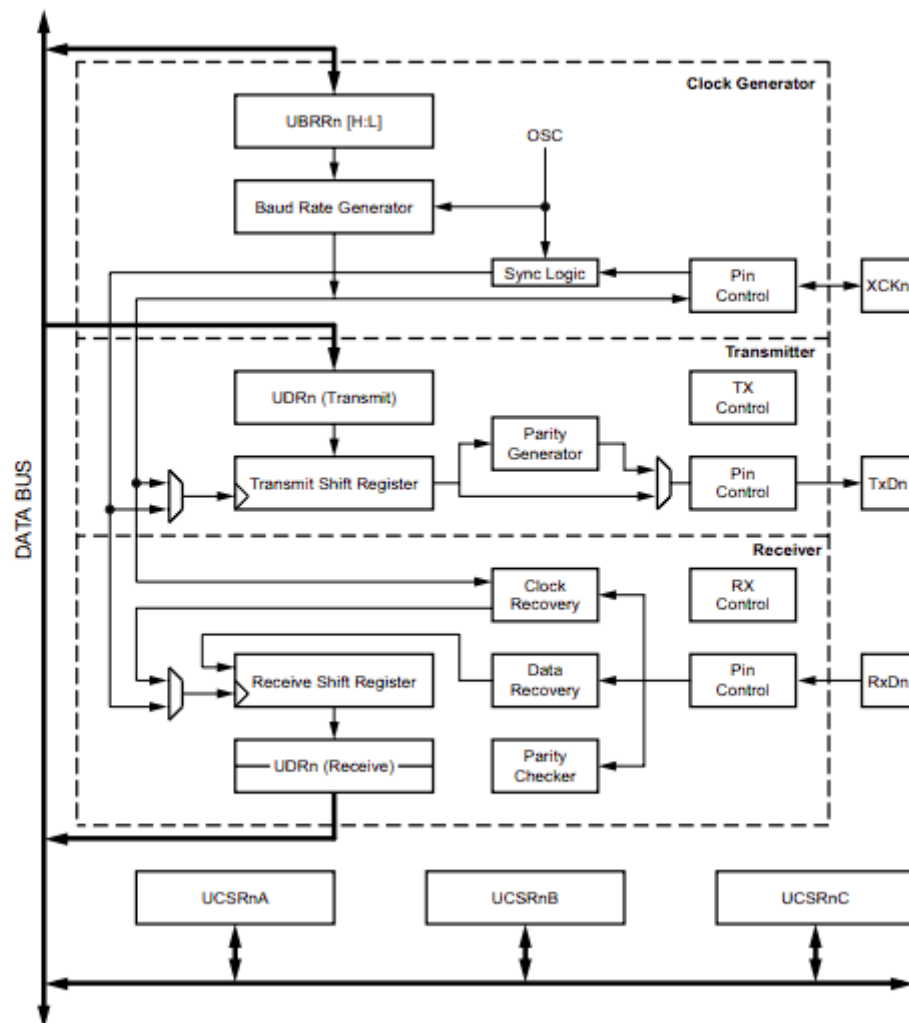 Clock Generator
UBRRn [H:L]
OSC
Baud Rate Generator
Sync Logic
Pin
Control
XCKn
Transmitter
UDRn (Transmit)
TX
Control
Parity
Generator
Transmit Shift Register
Pin
Control
TxDn
DATA BUS
Receiver
Clock
Recovery
RX
Control
Receive Shift Register
Data
Recovery
Pin
Control
RxDn
UDRn (Receive)
Parity
Checker
UCSRnA
UCSRnB
UCSRnC